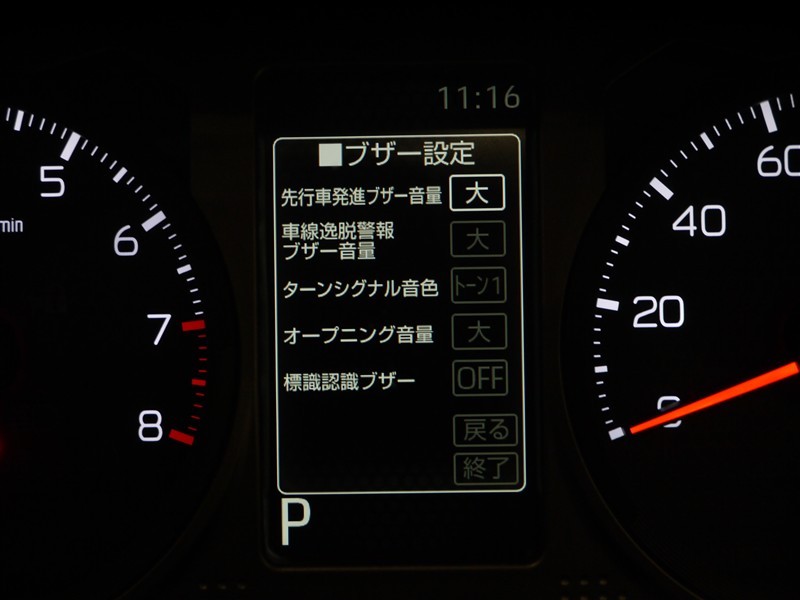 11:16
■ブザー設定
先行車発進ブザー音量 大
車線逸脱警報
ブザー音量 大
ターンシグナル音色 トーン1
オープニング音量 大
標識認識ブザー OFF
戻る
終了
P
min
5
6
7
8
60
40
20
0